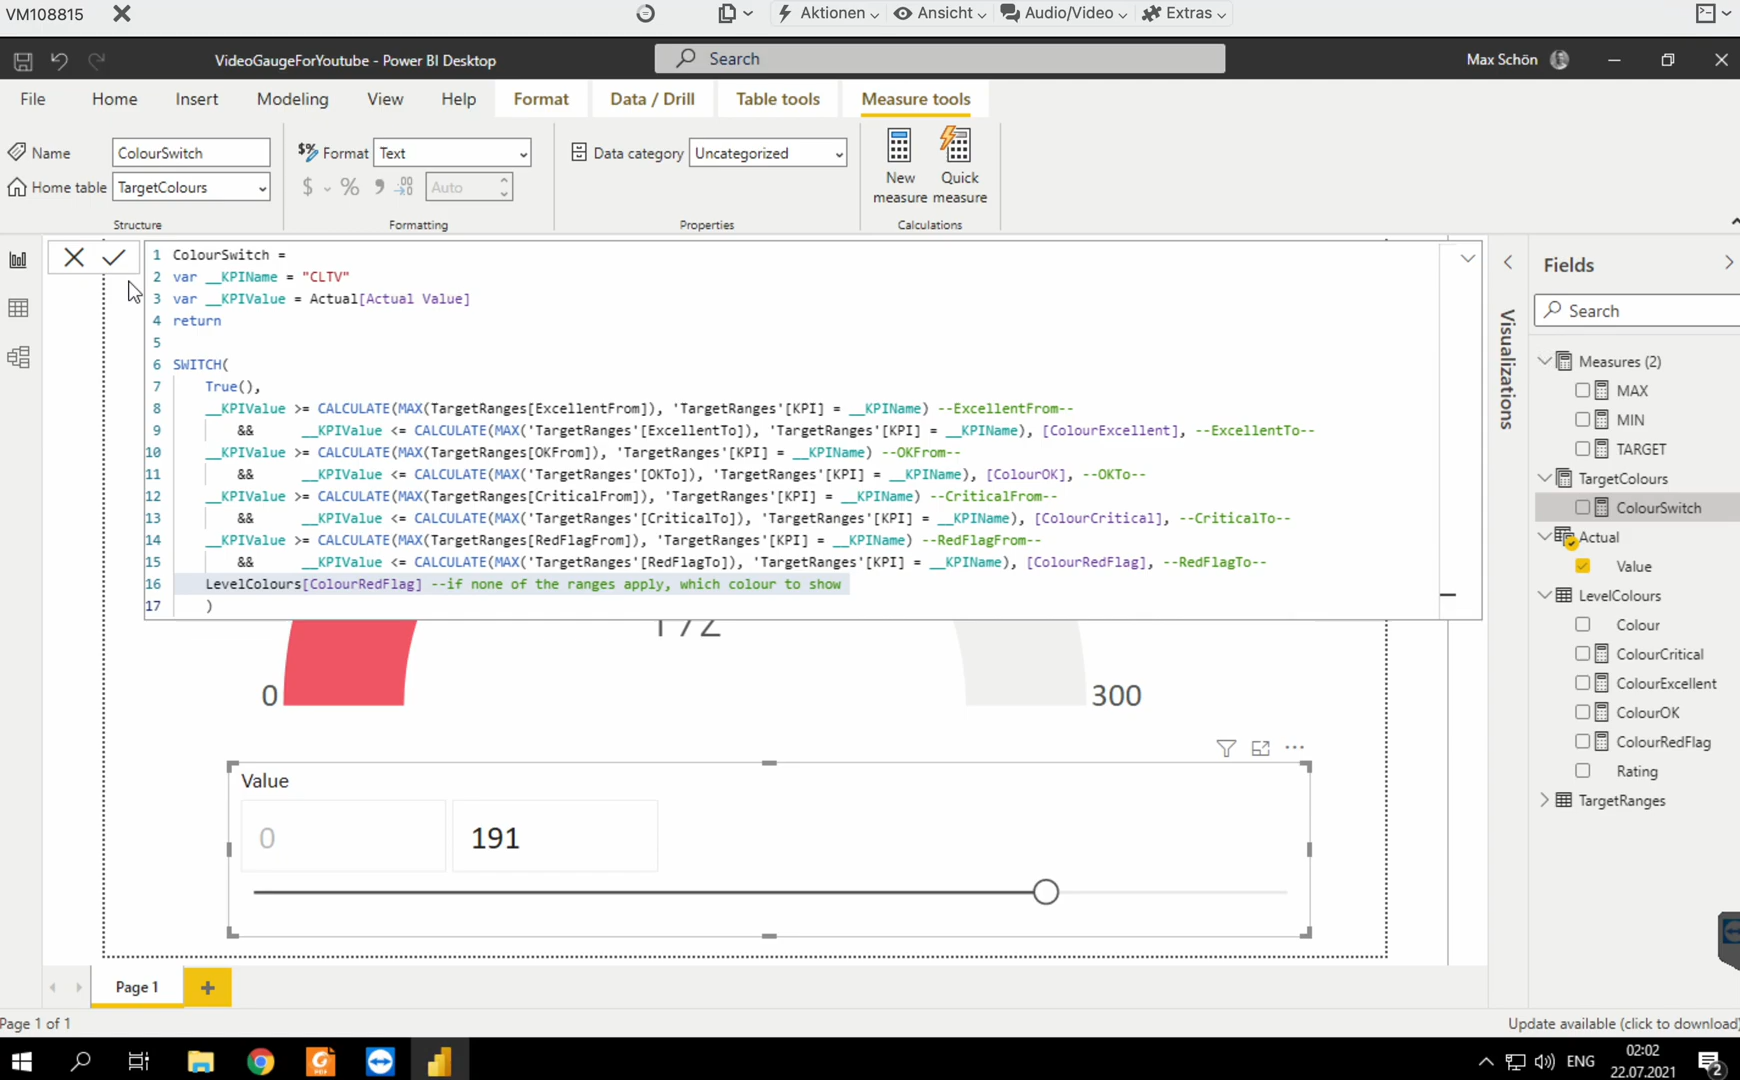 VM108815
Aktionen
Ansicht
Audio/Video
Extras
VideoGaugeForYoutube - Power BI Desktop
Search
Max Schön
File
Home
Insert
Modeling
View
Help
Format
Data / Drill
Table tools
Measure tools
Name
ColourSwitch
Home table
TargetColours
Structure
Format
Text
$
%
Auto
Formatting
Data category
Uncategorized
Properties
New measure
Quick measure
Calculations
1 ColourSwitch =
2 var __KPIName = "CLTV"
3 var __KPIValue = Actual[Actual Value]
4 return
5
6 SWITCH(
7 True(),
8 __KPIValue >= CALCULATE(MAX(TargetRanges[ExcellentFrom]), 'TargetRanges'[KPI] = __KPIName) --ExcellentFrom--
9 && __KPIValue <= CALCULATE(MAX('TargetRanges'[ExcellentTo]), 'TargetRanges'[KPI] = __KPIName), [ColourExcellent], --ExcellentTo--
10 __KPIValue >= CALCULATE(MAX(TargetRanges[OKFrom]), 'TargetRanges'[KPI] = __KPIName) --OKFrom--
11 && __KPIValue <= CALCULATE(MAX('TargetRanges'[OKTo]), 'TargetRanges'[KPI] = __KPIName), [ColourOK], --OKTo--
12 __KPIValue >= CALCULATE(MAX(TargetRanges[CriticalFrom]), 'TargetRanges'[KPI] = __KPIName) --CriticalFrom--
13 && __KPIValue <= CALCULATE(MAX('TargetRanges'[CriticalTo]), 'TargetRanges'[KPI] = __KPIName), [ColourCritical], --CriticalTo--
14 __KPIValue >= CALCULATE(MAX(TargetRanges[RedFlagFrom]), 'TargetRanges'[KPI] = __KPIName) --RedFlagFrom--
15 && __KPIValue <= CALCULATE(MAX('TargetRanges'[RedFlagTo]), 'TargetRanges'[KPI] = __KPIName), [ColourRedFlag], --RedFlagTo--
16 LevelColours[ColourRedFlag] --if none of the ranges apply, which colour to show
17 )
0
300
Value
0
191
Visualizations
Fields
Search
Measures (2)
MAX
MIN
TARGET
TargetColours
ColourSwitch
Actual
Value
LevelColours
Colour
ColourCritical
ColourExcellent
ColourOK
ColourRedFlag
Rating
TargetRanges
Page 1
Page 1 of 1
Update available (click to download)
ENG
02:02
22.07.2021
2